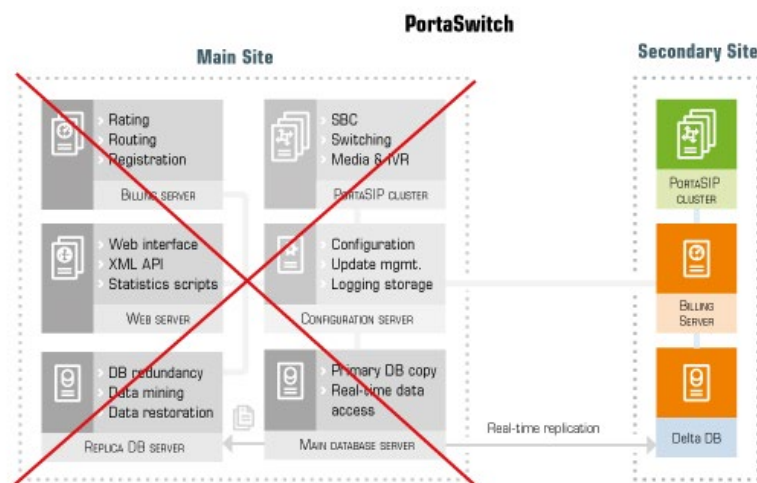 PortaSwitch
Main Site
Secondary Site
› Rating
› Routing
› Registration
BILLING SERVER
› SBC
› Switching
› Media & IVR
PORTASIP CLUSTER
› Web interface
› XML API
› Statistics scripts
WEB SERVER
› Configuration
› Update mgmt.
› Logging storage
CONFIGURATION SERVER
› DB redundancy
› Data mining
› Data restoration
REPLICA DB SERVER
› Primary DB copy
› Real-time data
access
MAIN DATABASE SERVER
Real-time replication
PORTASIP
CLUSTER
BILLING
SERVER
Delta DB